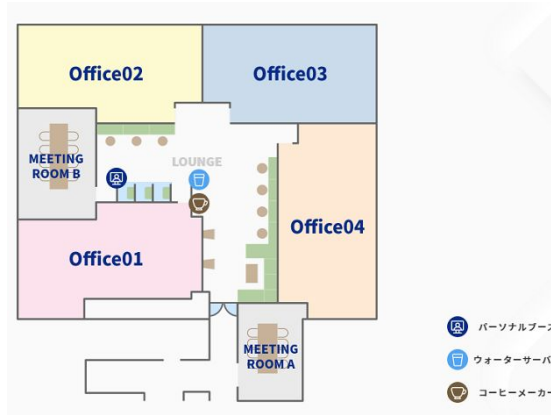 Office02
Office03
MEETING
ROOM B
LOUNGE
Office04
Office01
MEETING
ROOM A
パーソナルブース
ウォーターサーバ
コーヒーメーカー